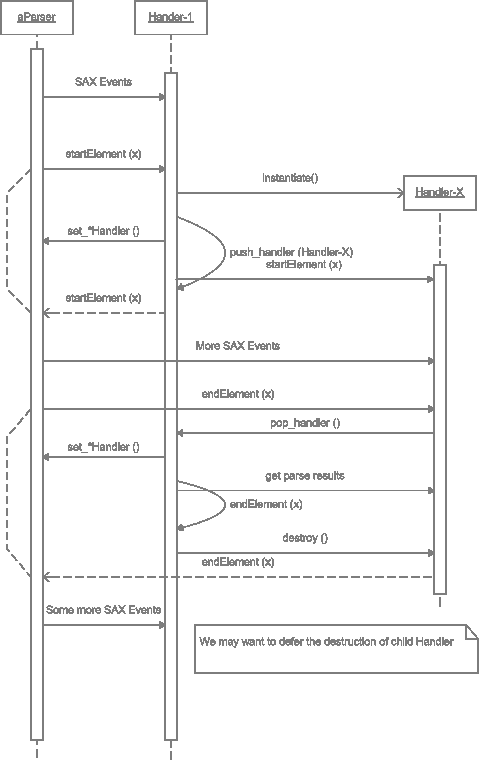 aParser
Hander-1
SAX Events
startElement (x)
Instantiate()
Handler-X
set_*Handler ()
push_handler (Handler-X)
startElement (x)
startElement (x)
More SAX Events
endElement (x)
pop_handler ()
set_*Handler ()
get parse results
endElement (x)
destroy ()
endElement (x)
Some more SAX Events
We may want to defer the destruction of child Handler